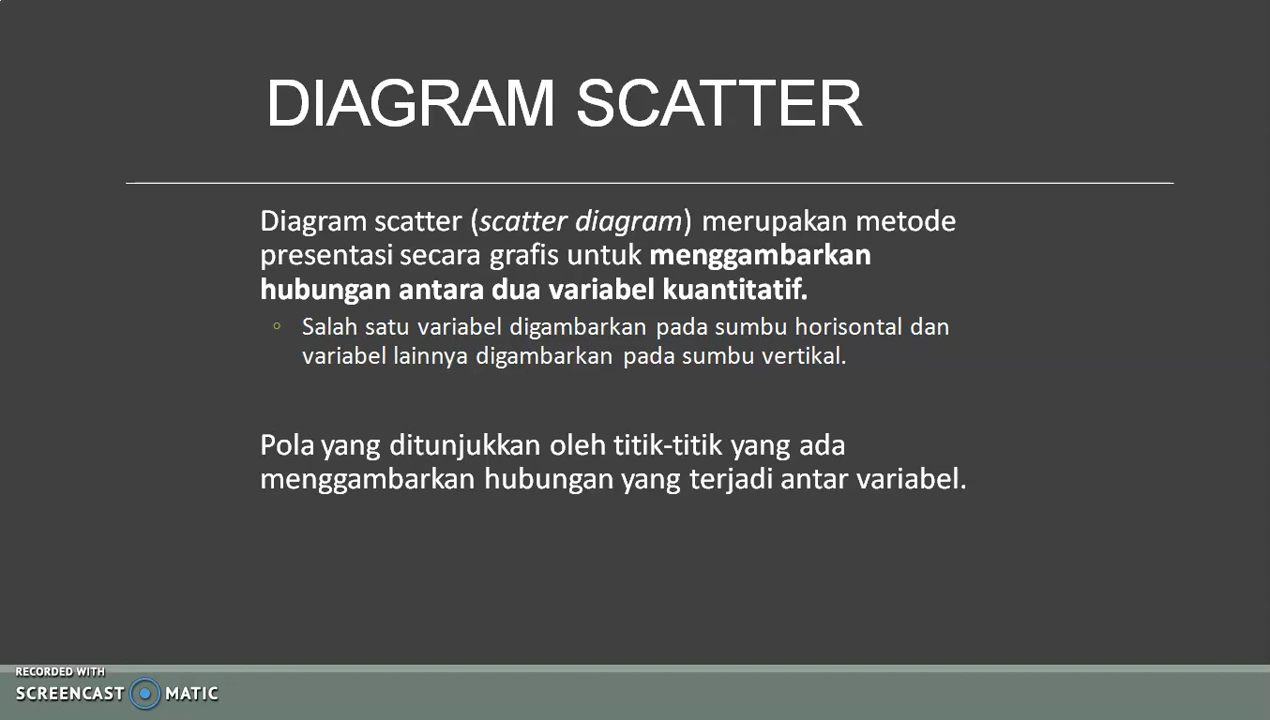 DIAGRAM SCATTER
Diagram scatter (scatter diagram) merupakan metode
presentasi secara grafis untuk menggambarkan
hubungan antara dua variabel kuantitatif.
◦ Salah satu variabel digambarkan pada sumbu horisontal dan
variabel lainnya digambarkan pada sumbu vertikal.
Pola yang ditunjukkan oleh titik-titik yang ada
menggambarkan hubungan yang terjadi antar variabel.
RECORDED WITH
SCREENCAST MATIC